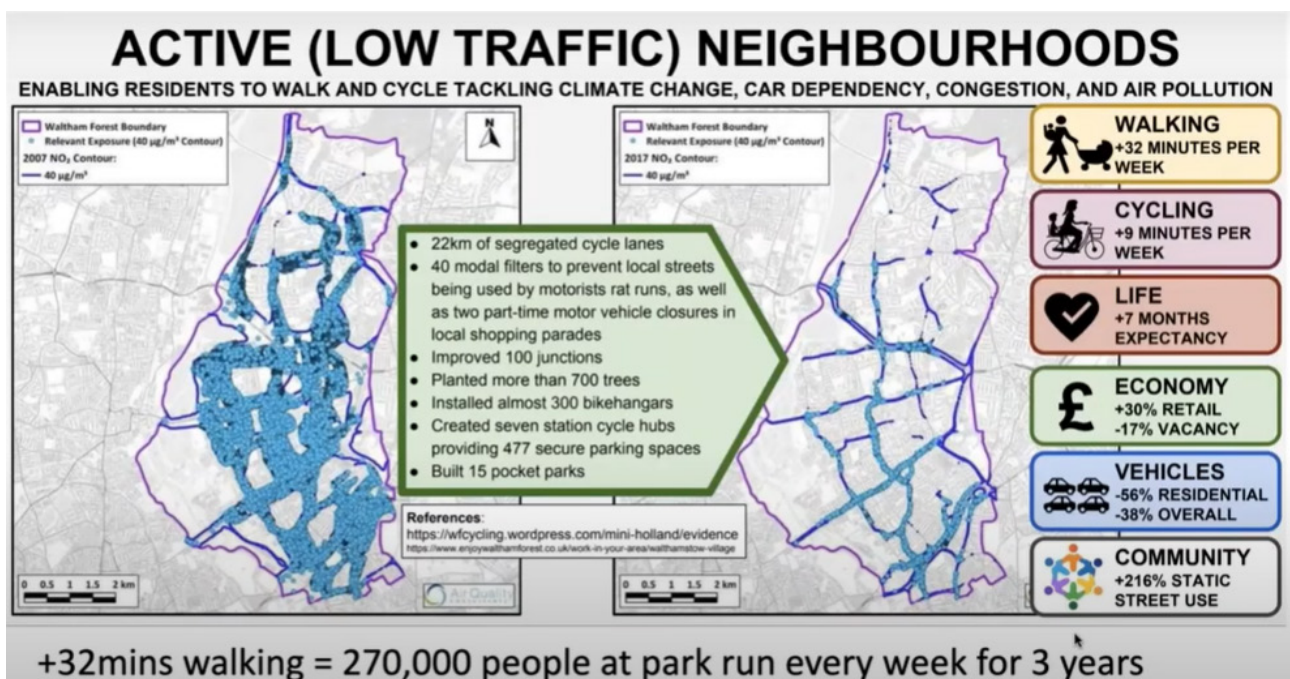 ACTIVE (LOW TRAFFIC) NEIGHBOURHOODS
ENABLING RESIDENTS TO WALK AND CYCLE TACKLING CLIMATE CHANGE, CAR DEPENDENCY, CONGESTION, AND AIR POLLUTION
Waltham Forest Boundary
Relevant Exposure (40 µg/m³ Contour)
2007 NO₂ Contour:
40 µg/m³
N
0 0.5 1 1.5 2 km
Air Quality
• 22km of segregated cycle lanes
• 40 modal filters to prevent local streets
being used by motorists rat runs, as well
as two part-time motor vehicle closures in
local shopping parades
• Improved 100 junctions
• Planted more than 700 trees
• Installed almost 300 bikehangars
• Created seven station cycle hubs
providing 477 secure parking spaces
• Built 15 pocket parks
References:
https://wfcycling.wordpress.com/mini-holland/evidence
https://www.enjoywalthamforest.co.uk/work-in-your-area/walthamstow-village
Waltham Forest Boundary
Relevant Exposure (40 µg/m³ Contour)
2017 NO₂ Contour:
40 µg/m³
0 0.5 1 1.5 2 km
WALKING
+32 MINUTES PER
WEEK
CYCLING
+9 MINUTES PER
WEEK
LIFE
+7 MONTHS
EXPECTANCY
£
ECONOMY
+30% RETAIL
-17% VACANCY
VEHICLES
-56% RESIDENTIAL
-38% OVERALL
COMMUNITY
+216% STATIC
STREET USE
+32mins walking = 270,000 people at park run every week for 3 years